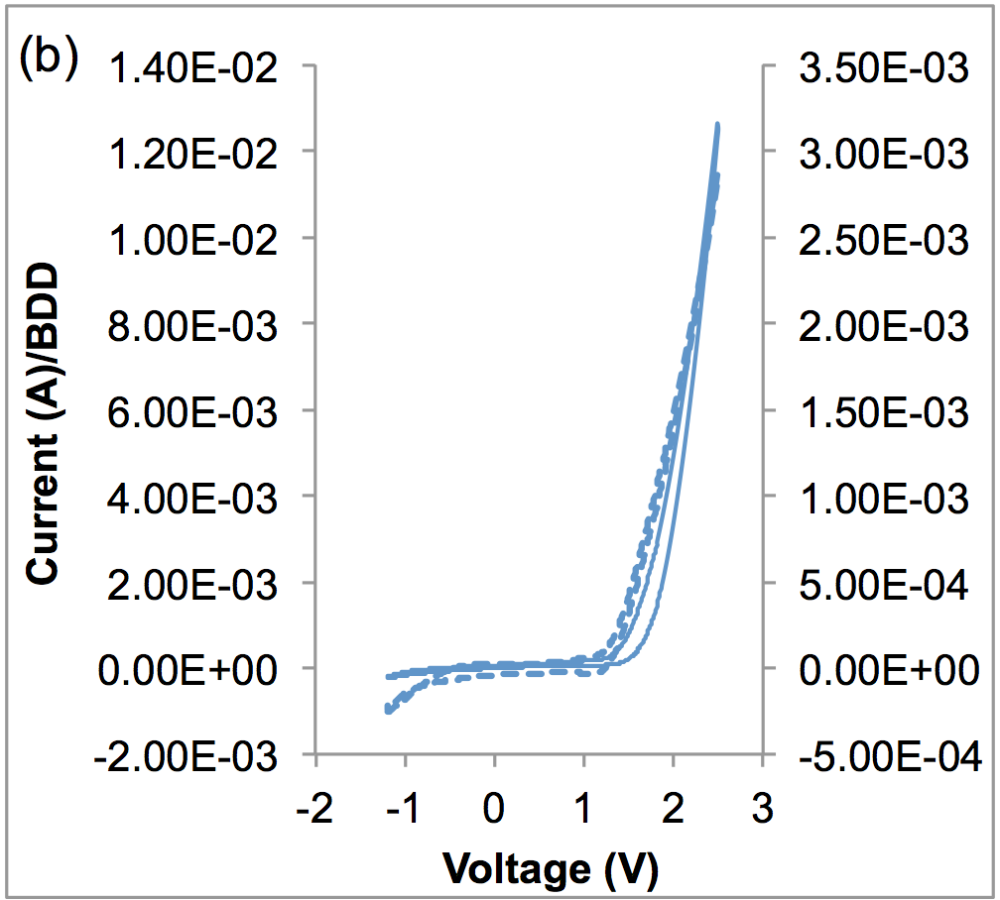 (b)
1.40E-02
1.20E-02
1.00E-02
8.00E-03
6.00E-03
4.00E-03
2.00E-03
0.00E+00
-2.00E-03
Current (A)/BDD
3.50E-03
3.00E-03
2.50E-03
2.00E-03
1.50E-03
1.00E-03
5.00E-04
0.00E+00
-5.00E-04
-2 -1 0 1 2 3
Voltage (V)